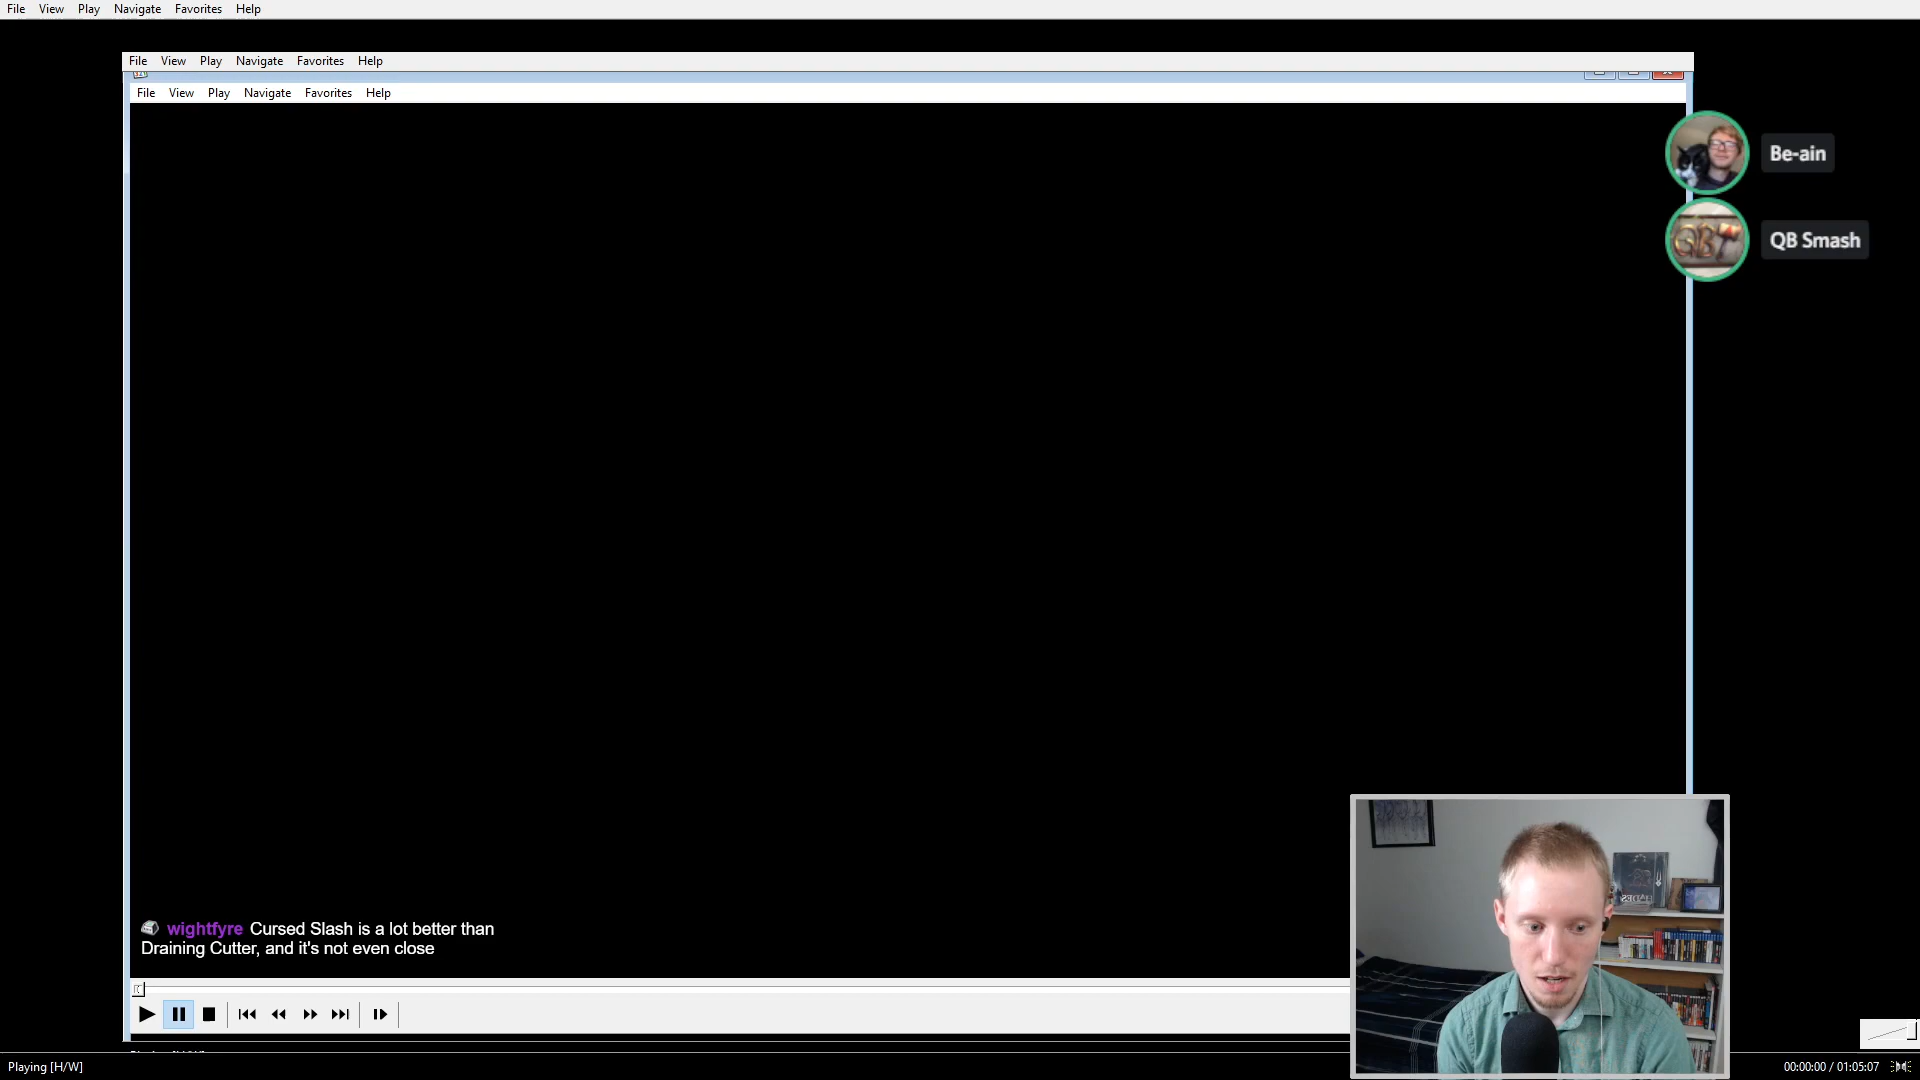 File View Play Navigate Favorites Help
File View Play Navigate Favorites Help
File View Play Navigate Favorites Help
Be-ain
QBT
QB Smash
HADES
wightfyre Cursed Slash is a lot better than
Draining Cutter, and it's not even close
Playing [H/W]
00:00:00 / 01:05:07